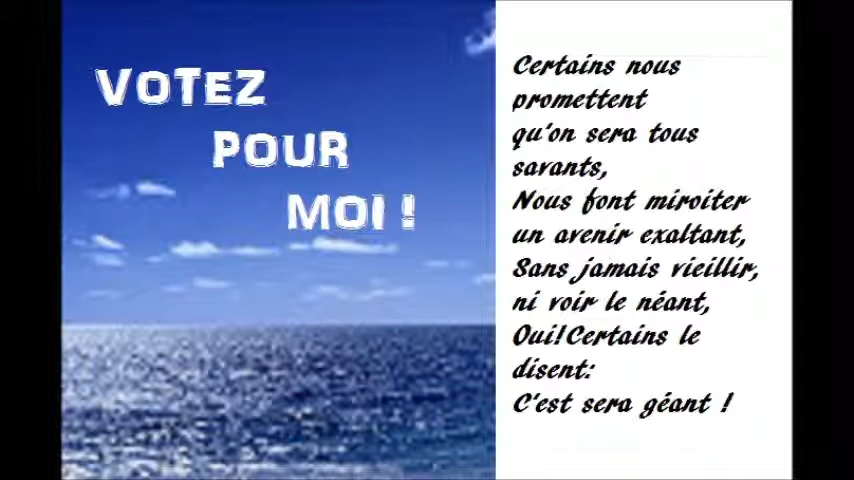 VOTEZ
POUR
MOI !
Certains nous
promettent
qu'on sera tous
savants,
Nous font miroiter
un avenir exaltant,
Sans jamais vieillir,
ni voir le néant,
Oui!Certains le
disent:
C'est sera géant !